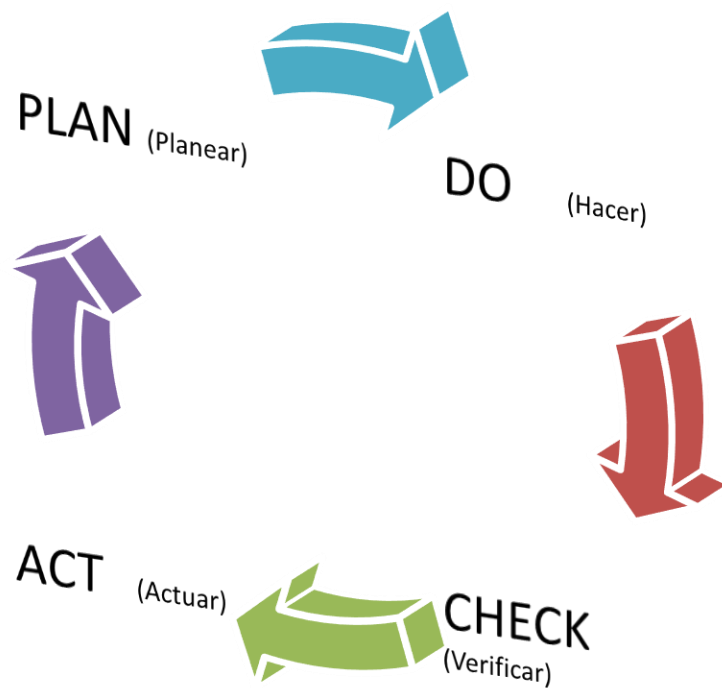 PLAN (Planear)
DO (Hacer)
CHECK
(Verificar)
ACT (Actuar)